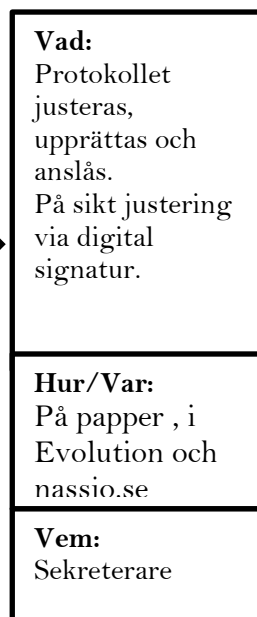 Vad:
Protokollet
justeras,
upprättas och
anslås.
På sikt justering
via digital
signatur.
Hur/Var:
På papper , i
Evolution och
nassjo.se
Vem:
Sekreterare